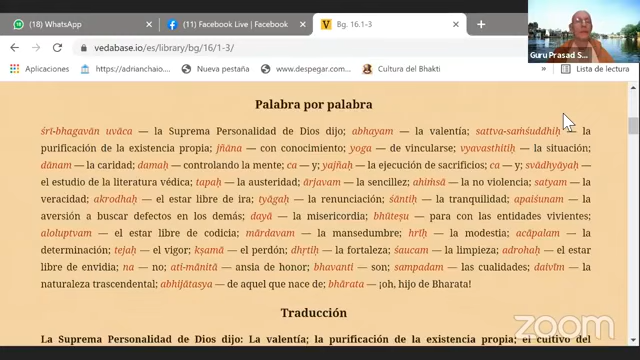 (18) WhatsApp
(11) Facebook Live | Facebook
Bg. 16.1-3
vedabase.io/es/library/bg/16/1-3/
Aplicaciones
https://adrianchaio....
Nueva pestaña
www.despegar.com...
Cultura del Bhakti
»
Lista de lectura
Guru Prasad S...
Palabra por palabra
śrī-bhagavān uvāca — la Suprema Personalidad de Dios dijo; abhayam — la valentía; sattva-saṁśuddhiḥ — la
purificación de la existencia propia; jñāna — con conocimiento; yoga — de vincularse; vyavasthitiḥ — la situación;
dānam — la caridad; damaḥ — controlando la mente; ca — y; yajñaḥ — la ejecución de sacrificios; ca — y; svādhyāyaḥ —
el estudio de la literatura védica; tapaḥ — la austeridad; ārjavam — la sencillez; ahiṁsā — la no violencia; satyam — la
veracidad; akrodhaḥ — el estar libre de ira; tyāgaḥ — la renunciación; śāntiḥ — la tranquilidad; apaiśunam — la
aversión a buscar defectos en los demás; dayā — la misericordia; bhūteṣu — para con las entidades vivientes;
aloluptvam — el estar libre de codicia; mārdavam — la mansedumbre; hrīḥ — la modestia; acāpalam — la
determinación; tejaḥ — el vigor; kṣamā — el perdón; dhṛtiḥ — la fortaleza; śaucam — la limpieza; adrohaḥ — el estar
libre de envidia; na — no; ati-mānitā — ansia de honor; bhavanti — son; sampadam — las cualidades; daivīm — la
naturaleza trascendental; abhijātasya — de aquel que nace de; bhārata — ¡oh, hijo de Bharata!
Traducción
La Suprema Personalidad de Dios dijo: La valentía; la purificación de la existencia propia; el cultivo del
zoom